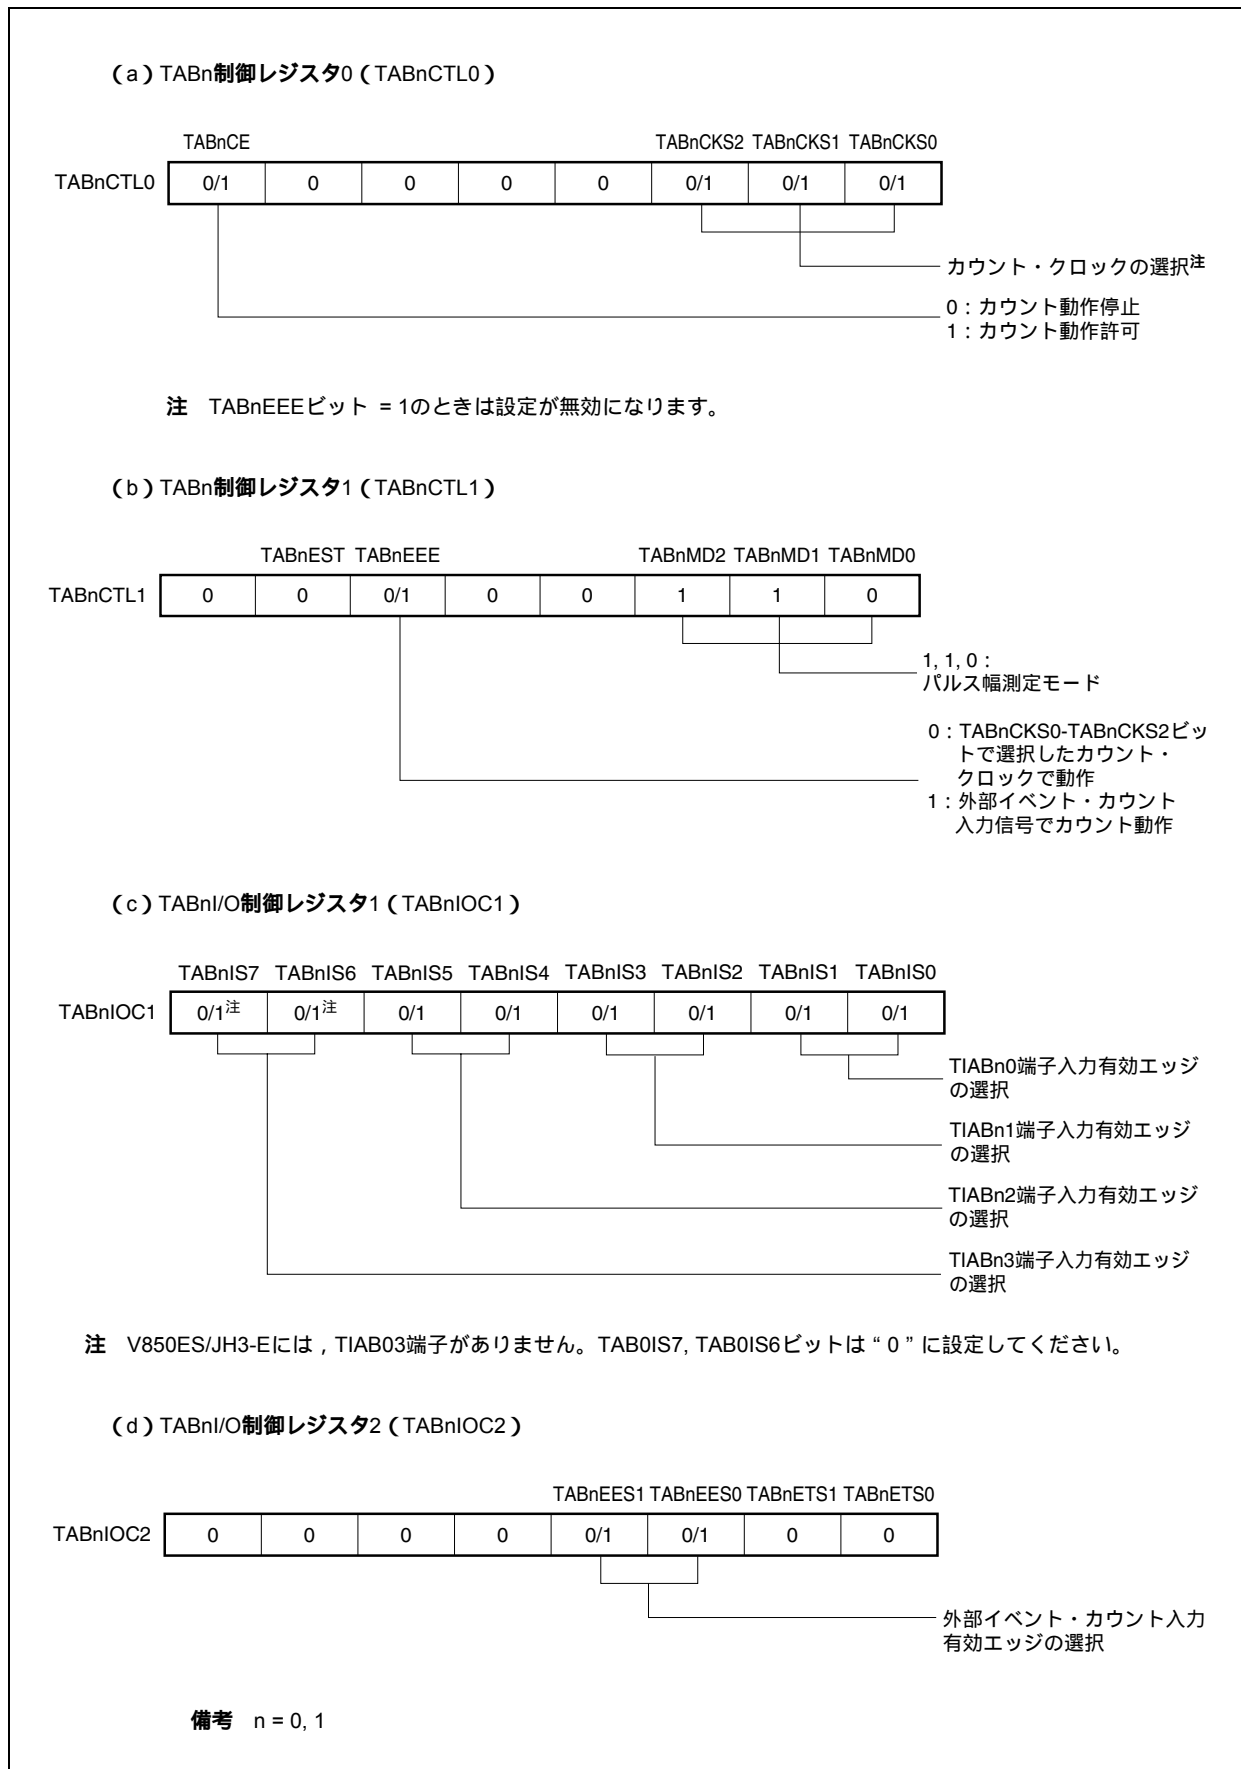 （a）TABn制御レジスタ0（TABnCTL0）
TABnCE TABnCKS2 TABnCKS1 TABnCKS0
TABnCTL0 0/1 0 0 0 0 0/1 0/1 0/1
カウント・クロックの選択注
0：カウント動作停止
1：カウント動作許可
注 TABnEEEビット = 1のときは設定が無効になります。
（b）TABn制御レジスタ1（TABnCTL1）
TABnEST TABnEEE TABnMD2 TABnMD1 TABnMD0
TABnCTL1 0 0 0/1 0 0 1 1 0
1, 1, 0：
パルス幅測定モード
0：TABnCKS0-TABnCKS2ビッ
トで選択したカウント・
クロックで動作
1：外部イベント・カウント
入力信号でカウント動作
（c）TABnI/O制御レジスタ1（TABnIOC1）
TABnIS7 TABnIS6 TABnIS5 TABnIS4 TABnIS3 TABnIS2 TABnIS1 TABnIS0
TABnIOC1 0/1注 0/1注 0/1 0/1 0/1 0/1 0/1 0/1
TIABn0端子入力有効エッジ
の選択
TIABn1端子入力有効エッジ
の選択
TIABn2端子入力有効エッジ
の選択
TIABn3端子入力有効エッジ
の選択
注 V850ES/JH3-Eには，TIAB03端子がありません。TAB0IS7, TAB0IS6ビットは“0”に設定してください。
（d）TABnI/O制御レジスタ2（TABnIOC2）
TABnEES1 TABnEES0 TABnETS1 TABnETS0
TABnIOC2 0 0 0 0 0/1 0/1 0 0
外部イベント・カウント入力
有効エッジの選択
備考 n = 0, 1